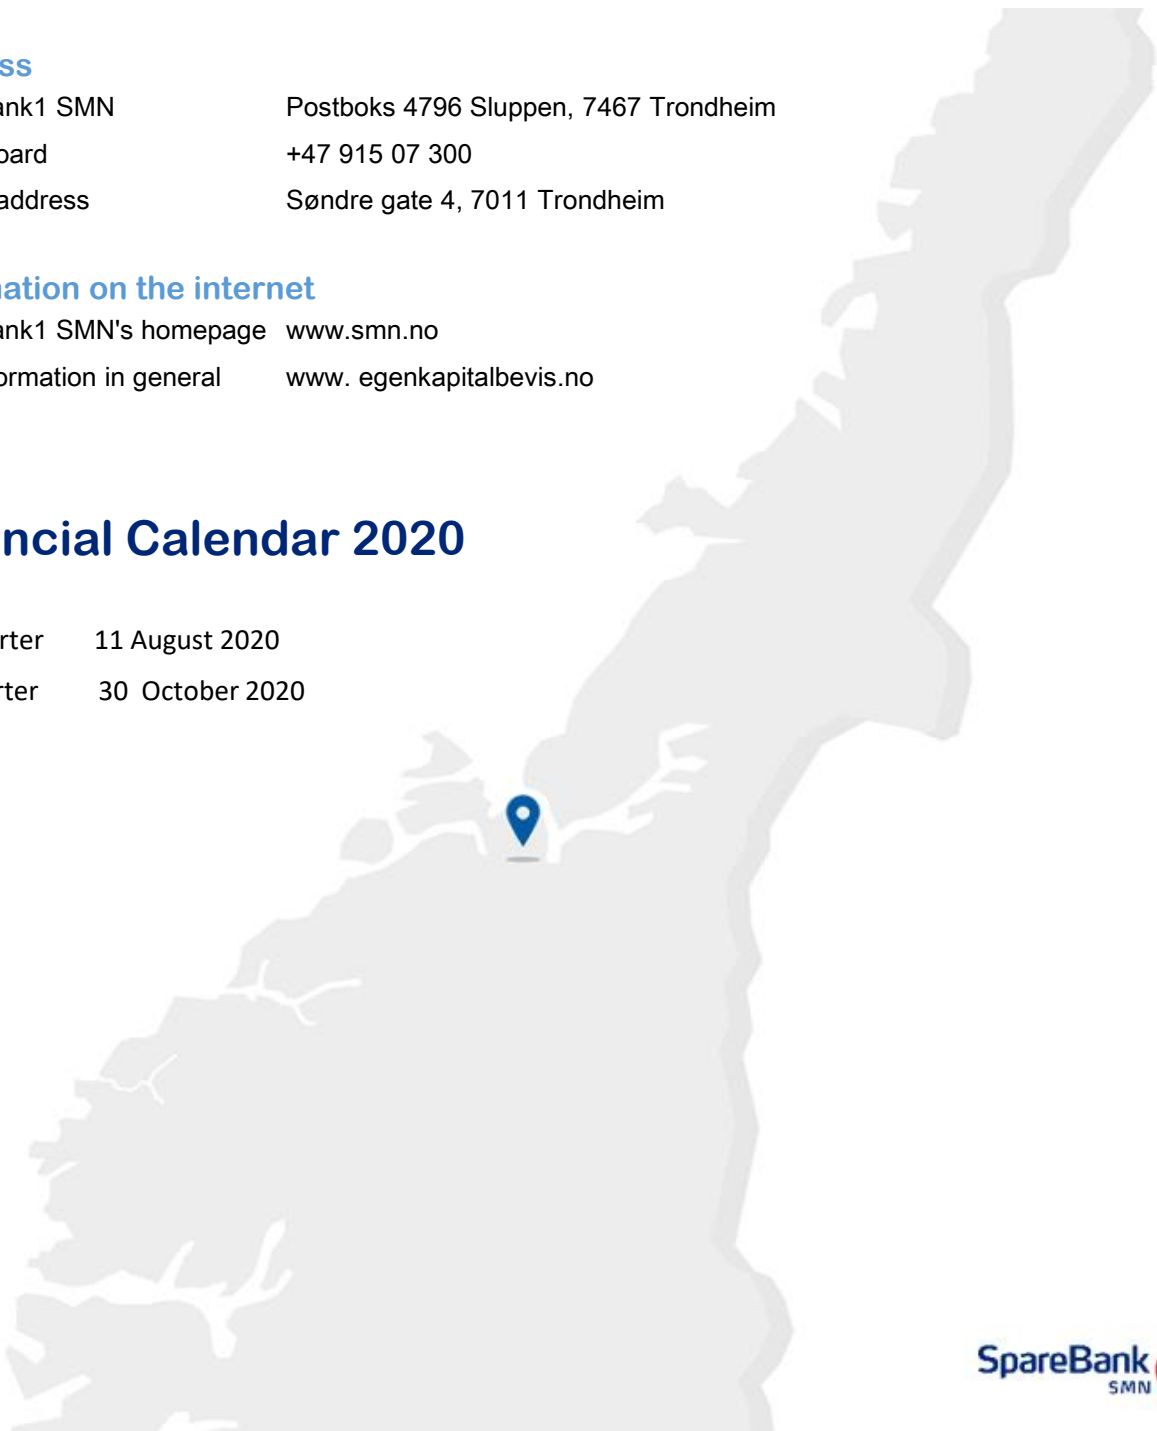 ss
ank1 SMN Postboks 4796 Sluppen, 7467 Trondheim
oard +47 915 07 300
address Søndre gate 4, 7011 Trondheim
ation on the internet
ank1 SMN's homepage www.smn.no
ormation in general www. egenkapitalbevis.no
ncial Calendar 2020
rter 11 August 2020
rter 30 October 2020
SpareBank
SMN